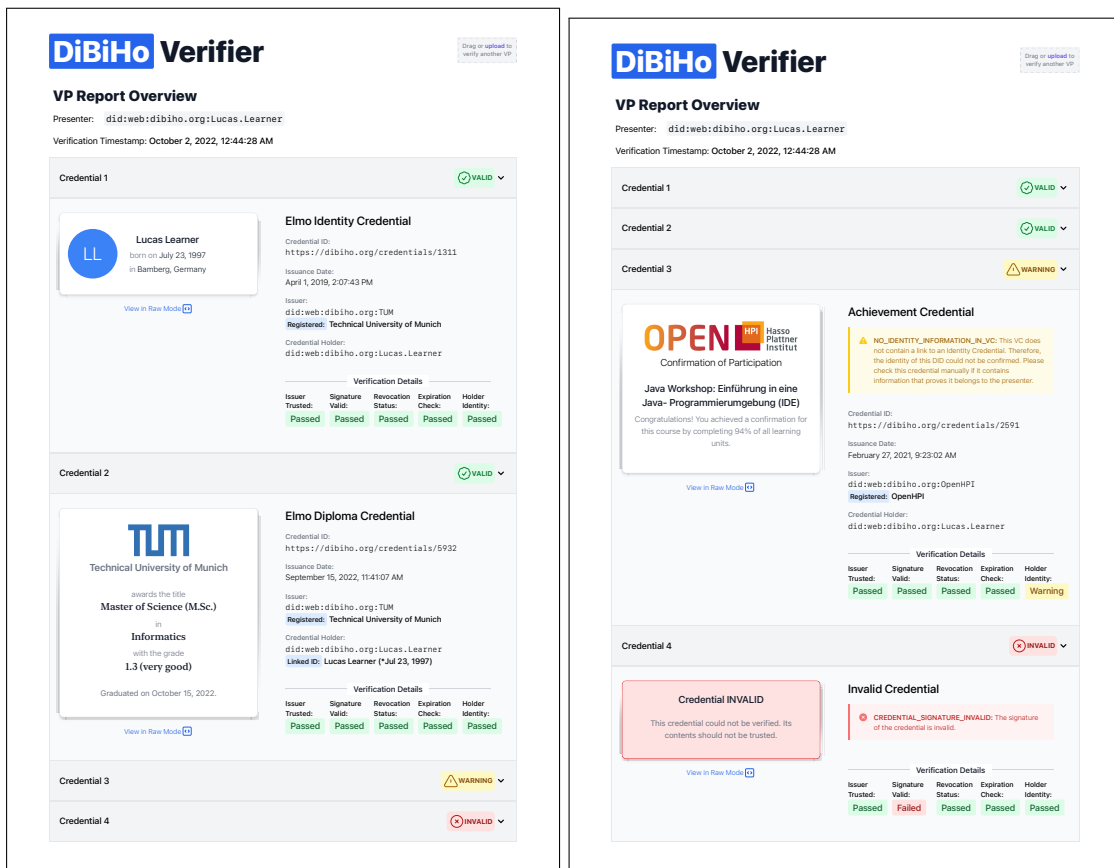 DiBiHo Verifier
Drag or upload to
verify another VP
VP Report Overview
Presenter: did:web:dibiho.org:Lucas.Learner
Verification Timestamp: October 2, 2022, 12:44:28 AM
Credential 1
VALID
LL
Lucas Learner
born on July 23, 1997
in Bamberg, Germany
View in Raw Mode
Elmo Identity Credential
Credential ID:
https://dibiho.org/credentials/1311
Issuance Date:
April 1, 2019, 2:07:43 PM
Issuer:
did:web:dibiho.org:TUM
Registered: Technical University of Munich
Credential Holder:
did:web:dibiho.org:Lucas.Learner
Verification Details
Issuer Trusted: Passed
Signature Valid: Passed
Revocation Status: Passed
Expiration Check: Passed
Holder Identity: Passed
Credential 2
VALID
TUM
Technical University of Munich
awards the title
Master of Science (M.Sc.)
in
Informatics
with the grade
1.3 (very good)
Graduated on October 15, 2022.
View in Raw Mode
Elmo Diploma Credential
Credential ID:
https://dibiho.org/credentials/5932
Issuance Date:
September 15, 2022, 11:41:07 AM
Issuer:
did:web:dibiho.org:TUM
Registered: Technical University of Munich
Credential Holder:
did:web:dibiho.org:Lucas.Learner
Linked ID: Lucas Learner (*Jul 23, 1997)
Verification Details
Issuer Trusted: Passed
Signature Valid: Passed
Revocation Status: Passed
Expiration Check: Passed
Holder Identity: Passed
Credential 3
WARNING
Credential 4
INVALID
DiBiHo Verifier
Drag or upload to
verify another VP
VP Report Overview
Presenter: did:web:dibiho.org:Lucas.Learner
Verification Timestamp: October 2, 2022, 12:44:28 AM
Credential 1
VALID
Credential 2
VALID
Credential 3
WARNING
OPEN HPI Hasso
Plattner
Institut
Confirmation of Participation
Java Workshop: Einführung in eine
Java- Programmierumgebung (IDE)
Congratulations! You achieved a confirmation for
this course by completing 94% of all learning
units.
View in Raw Mode
Achievement Credential
NO_IDENTITY_INFORMATION_IN_VC: This VC does
not contain a link to an Identity Credential. Therefore,
the identity of this DID could not be confirmed. Please
check this credential manually if it contains
information that proves it belongs to the presenter.
Credential ID:
https://dibiho.org/credentials/2591
Issuance Date:
February 27, 2021, 9:23:02 AM
Issuer:
did:web:dibiho.org:OpenHPI
Registered: OpenHPI
Credential Holder:
did:web:dibiho.org:Lucas.Learner
Verification Details
Issuer Trusted: Passed
Signature Valid: Passed
Revocation Status: Passed
Expiration Check: Passed
Holder Identity: Warning
Credential 4
INVALID
Credential INVALID
This credential could not be verified. Its
contents should not be trusted.
View in Raw Mode
Invalid Credential
CREDENTIAL_SIGNATURE_INVALID: The signature
of the credential is invalid.
Verification Details
Issuer Trusted: Passed
Signature Valid: Failed
Revocation Status: Passed
Expiration Check: Passed
Holder Identity: Passed